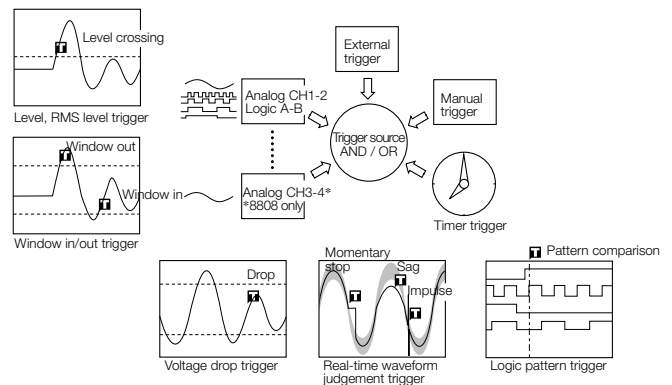 Level crossing
Level, RMS level trigger
External
trigger
Analog CH1-2
Logic A-B
Manual
trigger
Trigger source
AND / OR
Window out
Window in
Window in/out trigger
Analog CH3-4*
*8808 only
Timer trigger
Drop
Voltage drop trigger
Momentary
stop
Sag
Impulse
Real-time waveform
judgement trigger
T Pattern comparison
Logic pattern trigger
T
T
T
T
T
T
T